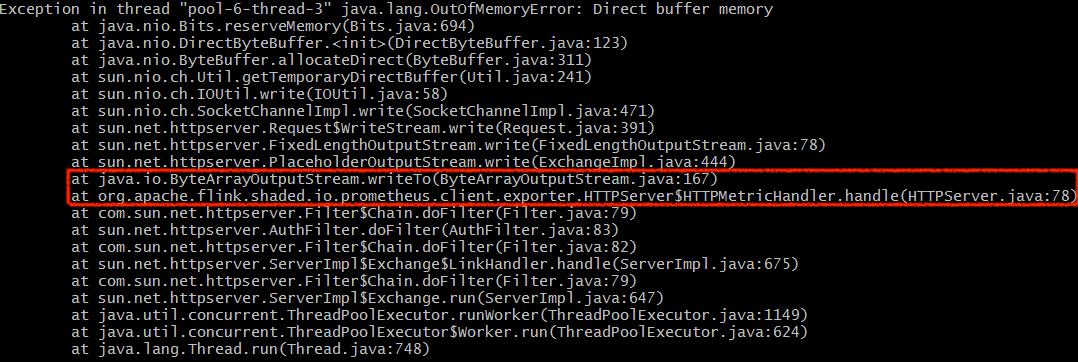 Exception in thread "pool-6-thread-3" java.lang.OutOfMemoryError: Direct buffer memory
at java.nio.Bits.reserveMemory(Bits.java:694)
at java.nio.DirectByteBuffer.<init>(DirectByteBuffer.java:123)
at java.nio.ByteBuffer.allocateDirect(ByteBuffer.java:311)
at sun.nio.ch.Util.getTemporaryDirectBuffer(Util.java:241)
at sun.nio.ch.IOUtil.write(IOUtil.java:58)
at sun.nio.ch.SocketChannelImpl.write(SocketChannelImpl.java:471)
at sun.net.httpserver.Request$WriteStream.write(Request.java:391)
at sun.net.httpserver.FixedLengthOutputStream.write(FixedLengthOutputStream.java:78)
at sun.net.httpserver.PlaceholderOutputStream.write(ExchangeImpl.java:444)
at java.io.ByteArrayOutputStream.writeTo(ByteArrayOutputStream.java:167)
at org.apache.flink.shaded.io.prometheus.client.exporter.HTTPServer$HTTPMetricHandler.handle(HTTPServer.java:78)
at com.sun.net.httpserver.Filter$Chain.doFilter(Filter.java:79)
at sun.net.httpserver.AuthFilter.doFilter(AuthFilter.java:83)
at com.sun.net.httpserver.Filter$Chain.doFilter(Filter.java:82)
at sun.net.httpserver.ServerImpl$Exchange$LinkHandler.handle(ServerImpl.java:675)
at com.sun.net.httpserver.Filter$Chain.doFilter(Filter.java:79)
at sun.net.httpserver.ServerImpl$Exchange.run(ServerImpl.java:647)
at java.util.concurrent.ThreadPoolExecutor.runWorker(ThreadPoolExecutor.java:1149)
at java.util.concurrent.ThreadPoolExecutor$Worker.run(ThreadPoolExecutor.java:624)
at java.lang.Thread.run(Thread.java:748)